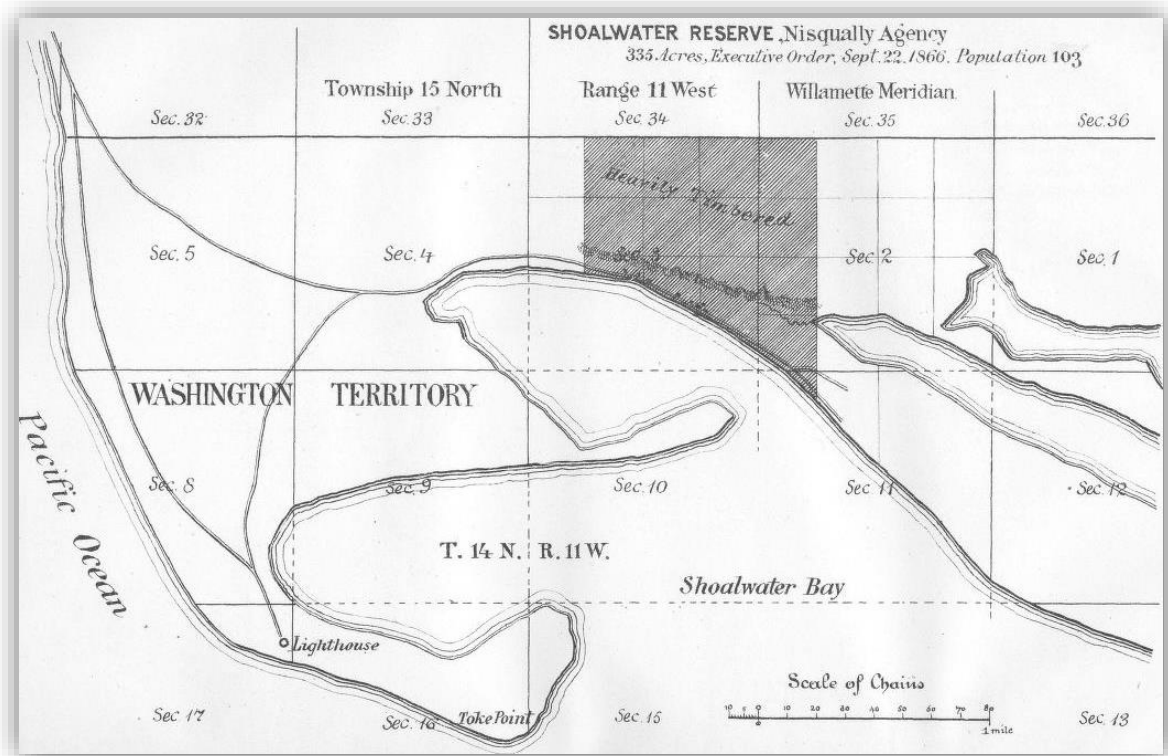 SHOALWATER RESERVE, Nisqually Agency
335 Acres, Executive Order, Sept. 22. 1866. Population 103
Township 15 North Range 11 West Willamette Meridian
Sec. 32 Sec. 33 Sec. 34 Sec. 35 Sec. 36
Heavily Timbered
Sec. 5 Sec. 4 Sec. 3 Sec. 2 Sec. 1
WASHINGTON TERRITORY
Pacific Ocean
Sec. 8 Sec. 9 Sec. 10 Sec. 11 Sec. 12
T. 14 N. R. 11 W.
Shoalwater Bay
Lighthouse
Scale of Chains
10 5 0 10 20 30 40 50 60 70 80
1 mile
Sec. 17 Sec. 16 Toke Point Sec. 15 Sec. 13